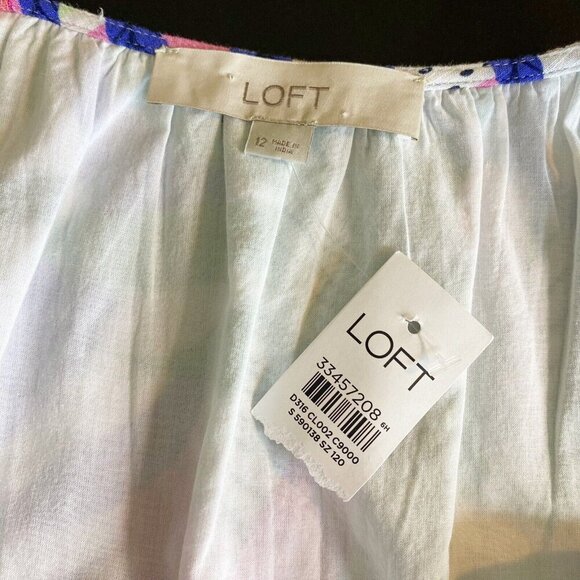 LOFT
12
MADE IN
INDIA
LOFT
33457208
6H
D316 CL002 C9000
S 590138 SZ 120